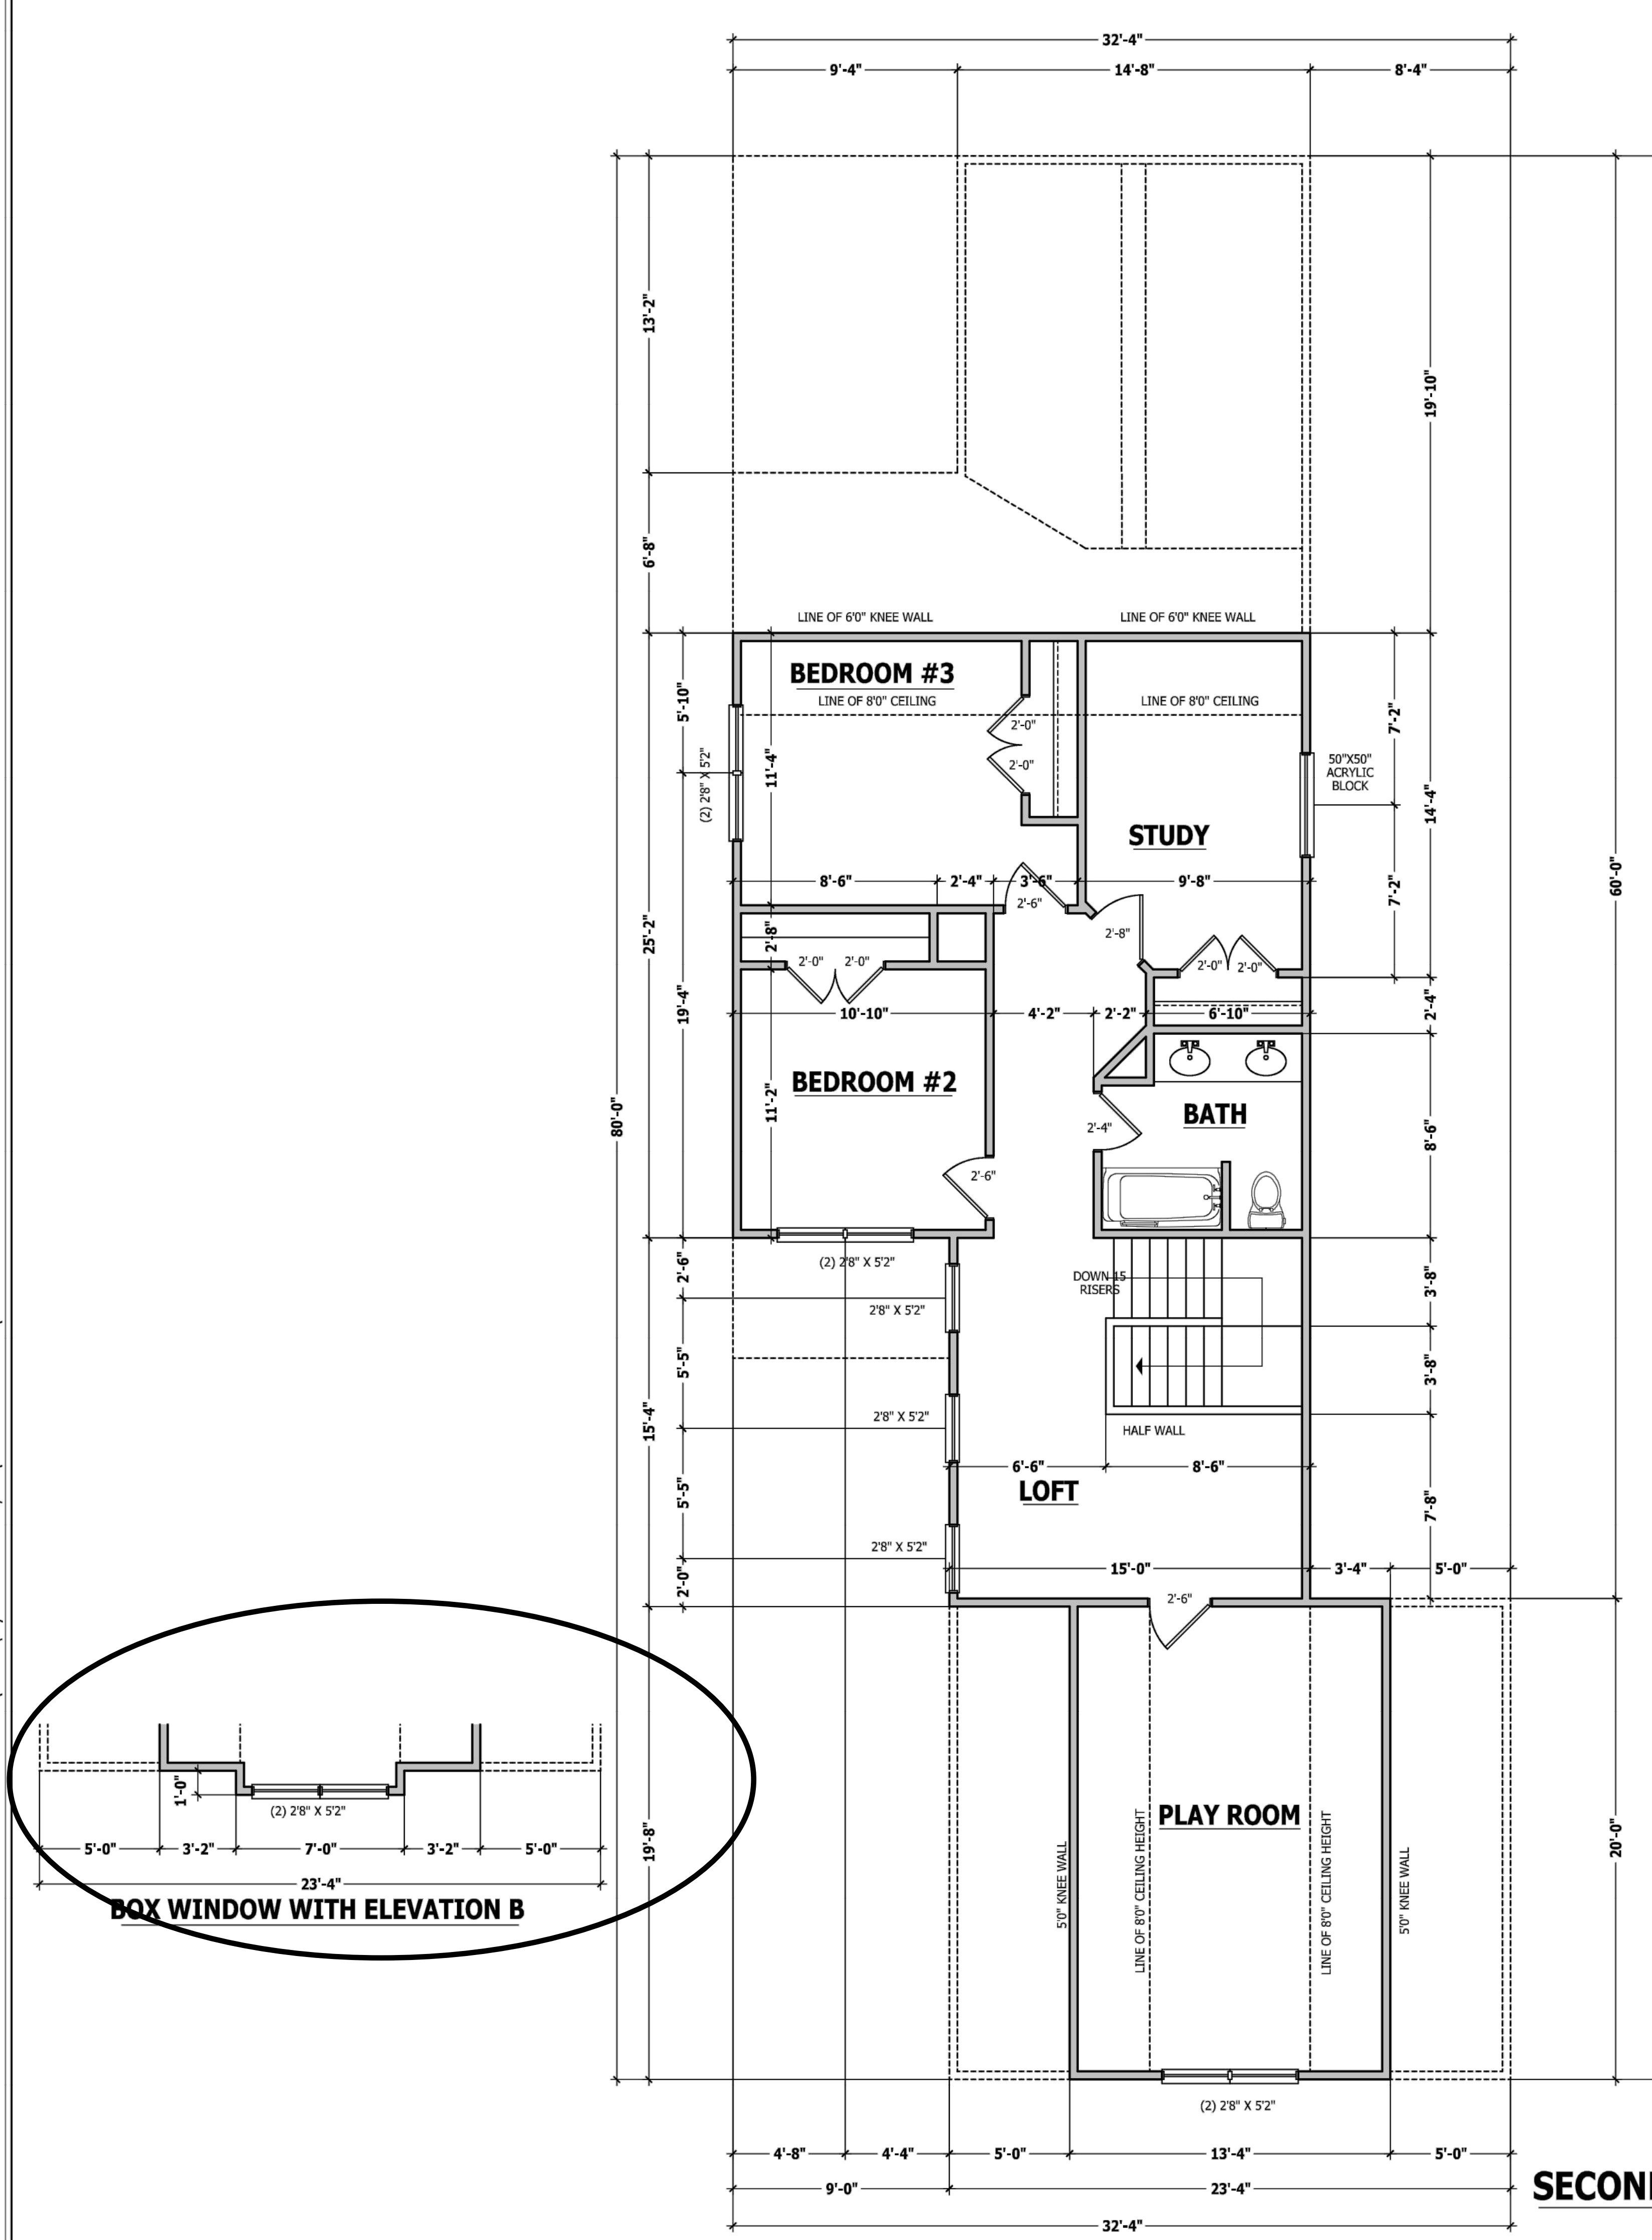 32'-4"
9'-4" 14'-8" 8'-4"
13'-2"
19'-10"
6'-8"
LINE OF 6'0" KNEE WALL LINE OF 6'0" KNEE WALL
BEDROOM #3
LINE OF 8'0" CEILING LINE OF 8'0" CEILING
5'-10"
7'-2"
2'-0"
2'-0"
11'-4"
(2) 2'8" X 5'2"
50"X50"
ACRYLIC
BLOCK
14'-4"
STUDY
60'-0"
8'-6" 2'-4" 3'-6" 9'-8"
7'-2"
2'-6"
25'-2"
2'-8"
2'-8"
2'-0" 2'-0"
2'-0" 2'-0"
19'-4"
10'-10" 4'-2" 2'-2" 6'-10"
2'-4"
BEDROOM #2
11'-2"
80'-0"
BATH
2'-4"
8'-6"
2'-6"
2'-6"
(2) 2'8" X 5'2"
DOWN 15
RISERS
3'-8"
2'8" X 5'2"
5'-5"
3'-8"
15'-4"
2'8" X 5'2"
HALF WALL
6'-6" 8'-6"
5'-5"
LOFT
7'-8"
2'8" X 5'2"
2'-0"
15'-0" 3'-4" 5'-0"
2'-6"
1'-0"
(2) 2'8" X 5'2"
5'-0" 3'-2" 7'-0" 3'-2" 5'-0"
23'-4"
BOX WINDOW WITH ELEVATION B
19'-8"
PLAY ROOM
20'-0"
5'0" KNEE WALL
LINE OF 8'0" CEILING HEIGHT
LINE OF 8'0" CEILING HEIGHT
5'0" KNEE WALL
(2) 2'8" X 5'2"
4'-8" 4'-4" 5'-0" 13'-4" 5'-0"
9'-0" 23'-4"
SECON
32'-4"